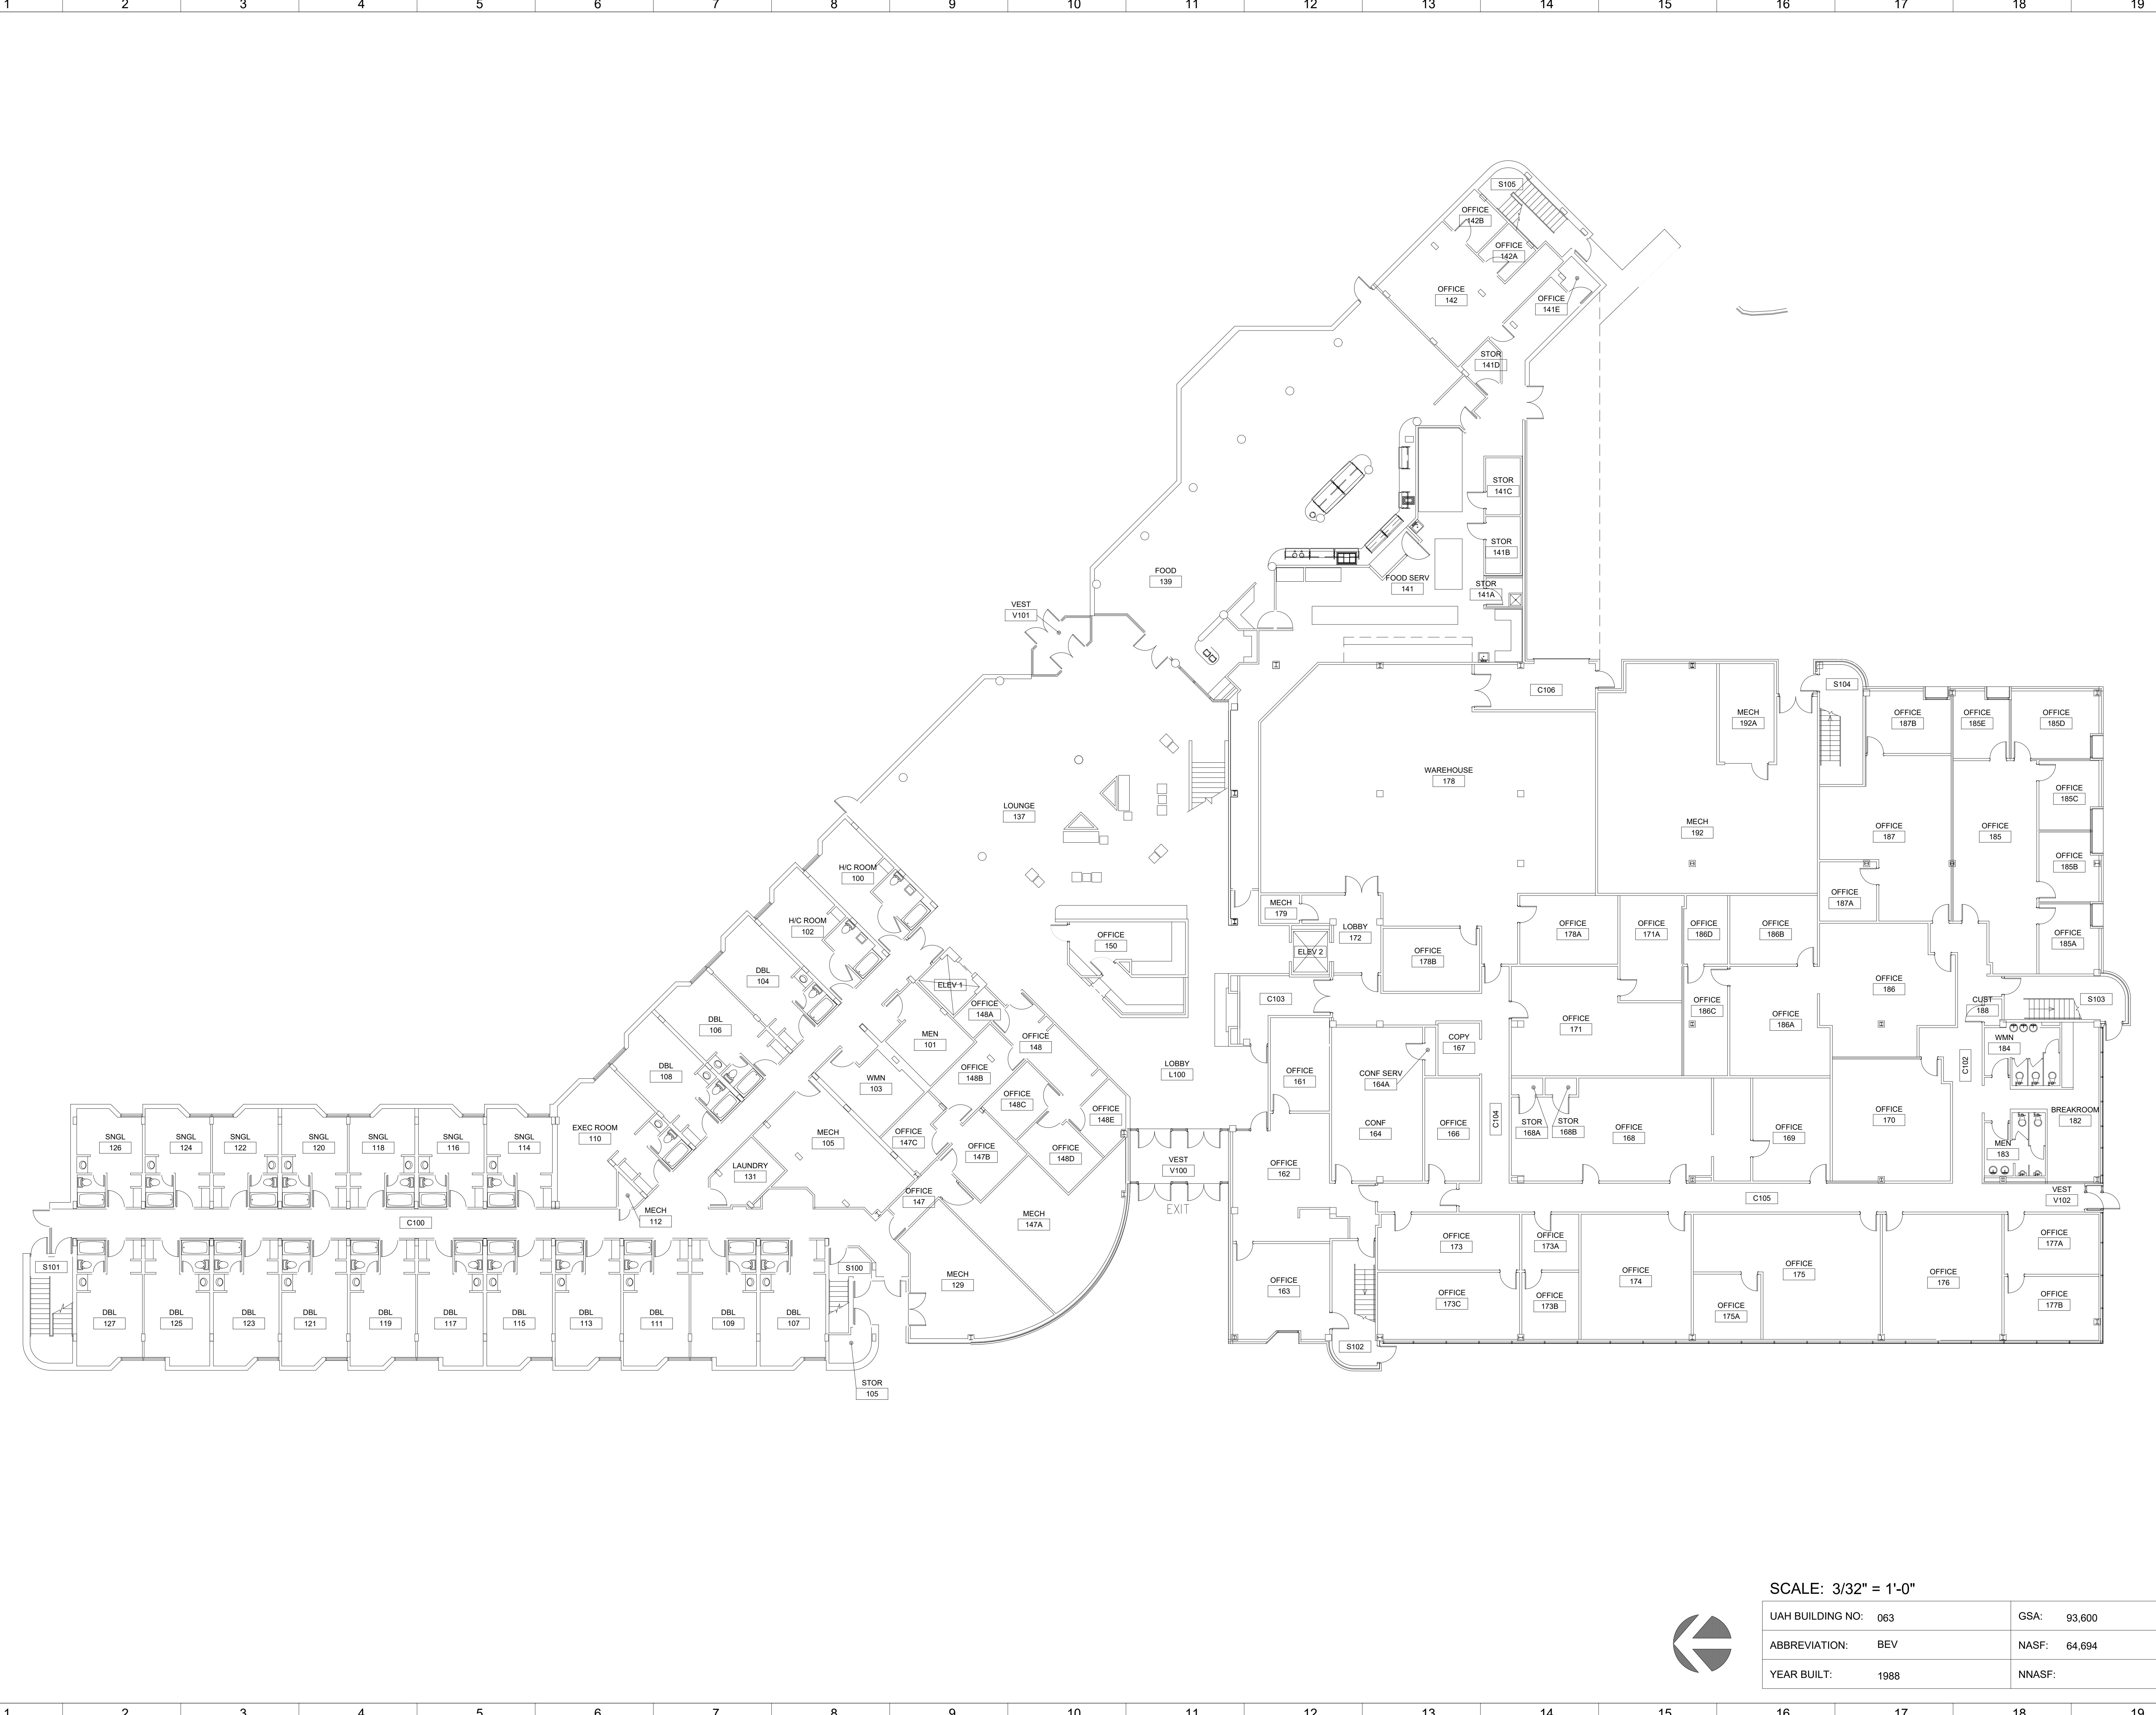 1 2 3 4 5 6 7 8 9 10 11 12 13 14 15 16 17 18 19
S105
OFFICE
142B
OFFICE
142A
OFFICE
142
OFFICE
141E
STOR
141D
STOR
141C
STOR
141B
FOOD
139
FOOD SERV
141
STOR
141A
VEST
V101
C106
S104
MECH
192A
OFFICE
187B
OFFICE
185E
OFFICE
185D
WAREHOUSE
178
LOUNGE
137
OFFICE
185C
MECH
192
OFFICE
187
OFFICE
185
OFFICE
185B
H/C ROOM
100
OFFICE
187A
MECH
179
H/C ROOM
102
LOBBY
172
OFFICE
178A
OFFICE
171A
OFFICE
186D
OFFICE
186B
OFFICE
150
OFFICE
185A
ELEV 2
OFFICE
178B
DBL
104
ELEV 1
OFFICE
186
C103
S103
OFFICE
148A
CUST
188
OFFICE
186C
DBL
106
OFFICE
171
OFFICE
186A
MEN
101
OFFICE
148
COPY
167
WMN
184
LOBBY
L100
C102
DBL
108
OFFICE
148B
OFFICE
161
CONF SERV
164A
WMN
103
OFFICE
148C
OFFICE
148E
BREAKROOM
182
C104
OFFICE
170
EXEC ROOM
110
MECH
105
OFFICE
147C
CONF
164
OFFICE
166
STOR
168A
STOR
168B
OFFICE
168
OFFICE
169
SNGL
126
SNGL
124
SNGL
122
SNGL
120
SNGL
118
SNGL
116
SNGL
114
MEN
183
OFFICE
147B
OFFICE
148D
VEST
V100
LAUNDRY
131
OFFICE
162
OFFICE
147
C105
VEST
V102
MECH
112
EXIT
MECH
147A
C100
OFFICE
173
OFFICE
173A
OFFICE
177A
S101
S100
MECH
129
OFFICE
163
OFFICE
174
OFFICE
175
OFFICE
176
OFFICE
173C
OFFICE
173B
OFFICE
177B
OFFICE
175A
DBL
127
DBL
125
DBL
123
DBL
121
DBL
119
DBL
117
DBL
115
DBL
113
DBL
111
DBL
109
DBL
107
S102
STOR
105
SCALE: 3/32" = 1'-0"
UAH BUILDING NO: 063 GSA: 93,600
ABBREVIATION: BEV NASF: 64,694
YEAR BUILT: 1988 NNASF:
1 2 3 4 5 6 7 8 9 10 11 12 13 14 15 16 17 18 19